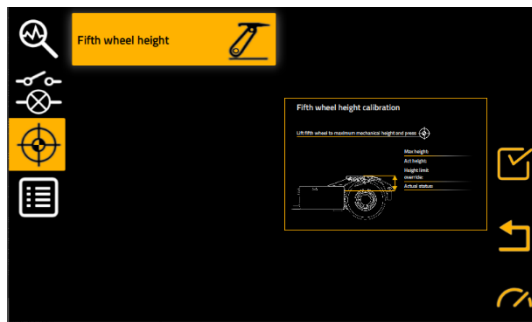 Fifth wheel height
Fifth wheel height calibration
Lift fifth wheel to maximum mechanical height and press
Max height:
Act height:
Height limit
override:
Actual status: